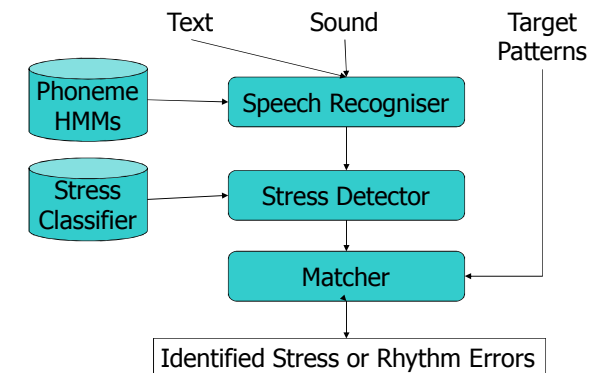 Text
Sound
Target
Patterns
Phoneme
HMMs
Speech Recogniser
Stress
Classifier
Stress Detector
Matcher
Identified Stress or Rhythm Errors